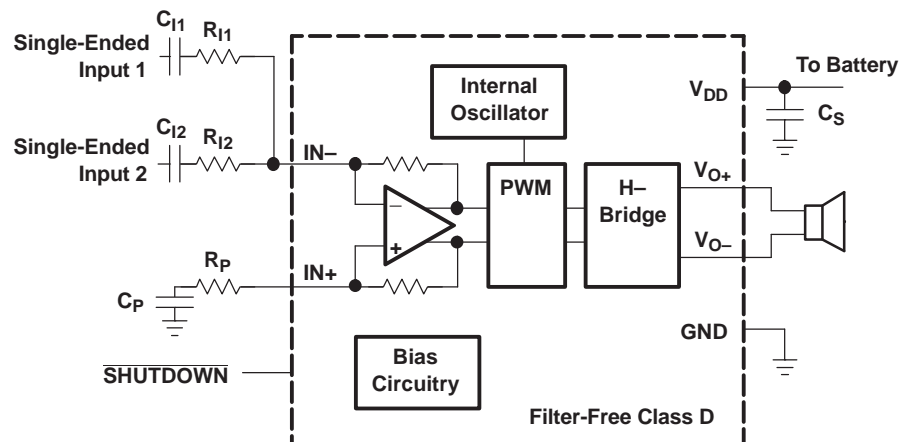 C_I1
R_I1
Single-Ended
Input 1
C_I2
R_I2
Single-Ended
Input 2
IN−
R_P
IN+
C_P
SHUTDOWN
Internal
Oscillator
−
+
PWM
H−
Bridge
Bias
Circuitry
V_DD
To Battery
C_S
V_O+
V_O−
GND
Filter-Free Class D